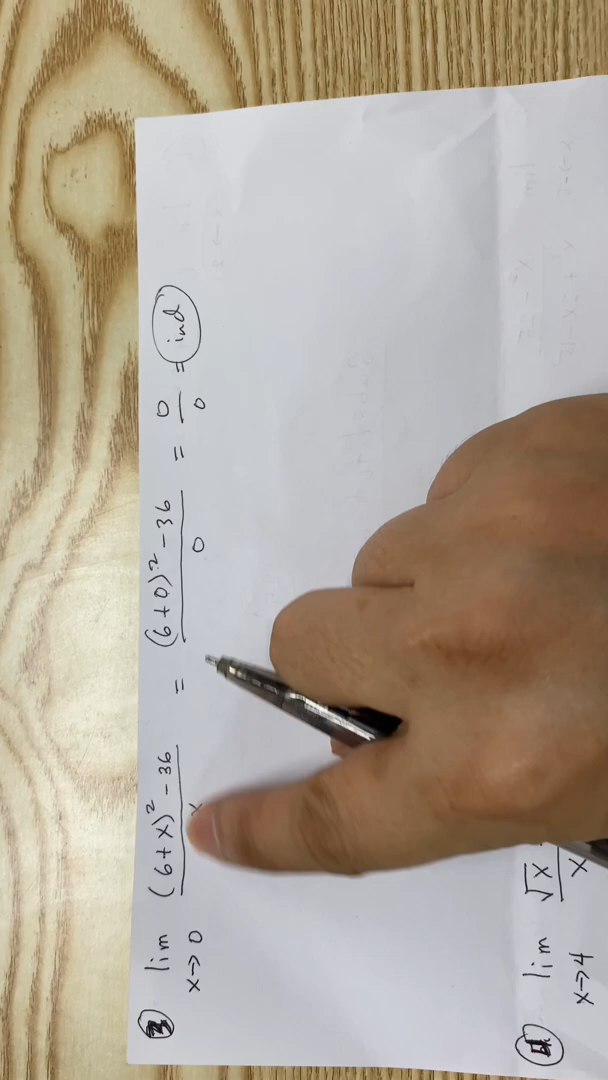 ③ lim x→0 (6+x)² - 36 / x = (6+0)² - 36 / 0 = 0/0 = ind
④ lim x→4 √x / x